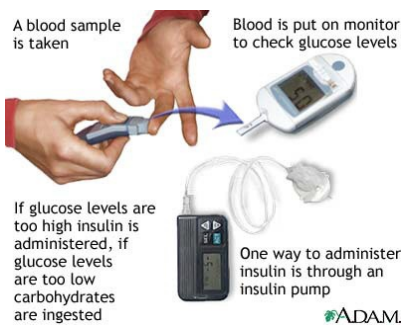 A blood sample
is taken
Blood is put on monitor
to check glucose levels
50
If glucose levels are
too high insulin is
administered, if
glucose levels
are too low
carbohydrates
are ingested
One way to administer
insulin is through an
insulin pump
A.D.A.M.